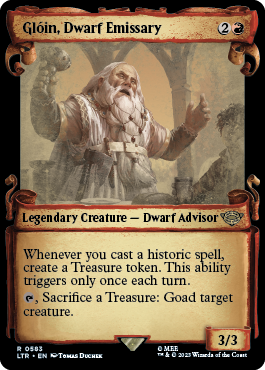 Glóin, Dwarf Emissary 2
Legendary Creature — Dwarf Advisor
Whenever you cast a historic spell,
create a Treasure token. This ability
triggers only once each turn.
, Sacrifice a Treasure: Goad target
creature.
3/3
R 0563
LTR • EN Tomas Duchek
© MEE
™ & © 2023 Wizards of the Coast